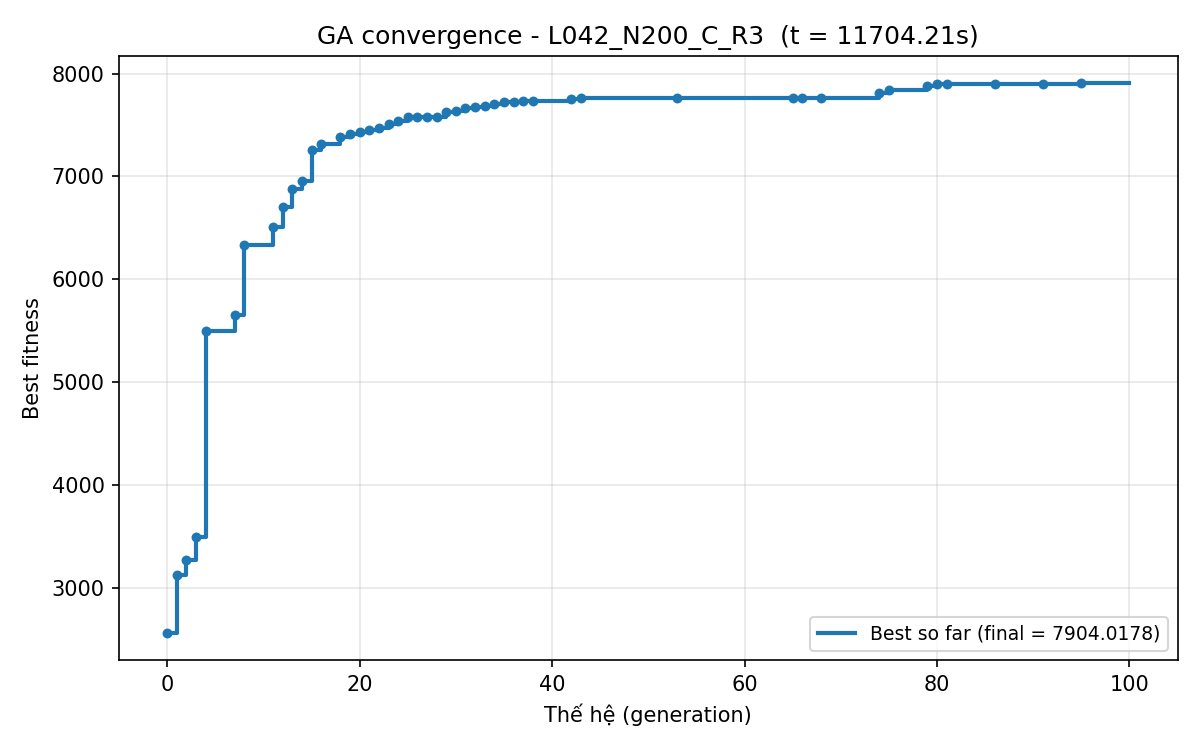 GA convergence - L042_N200_C_R3  (t = 11704.21s)
Best fitness
8000
7000
6000
5000
4000
3000
Best so far (final = 7904.0178)
0 20 40 60 80 100
Thế hệ (generation)